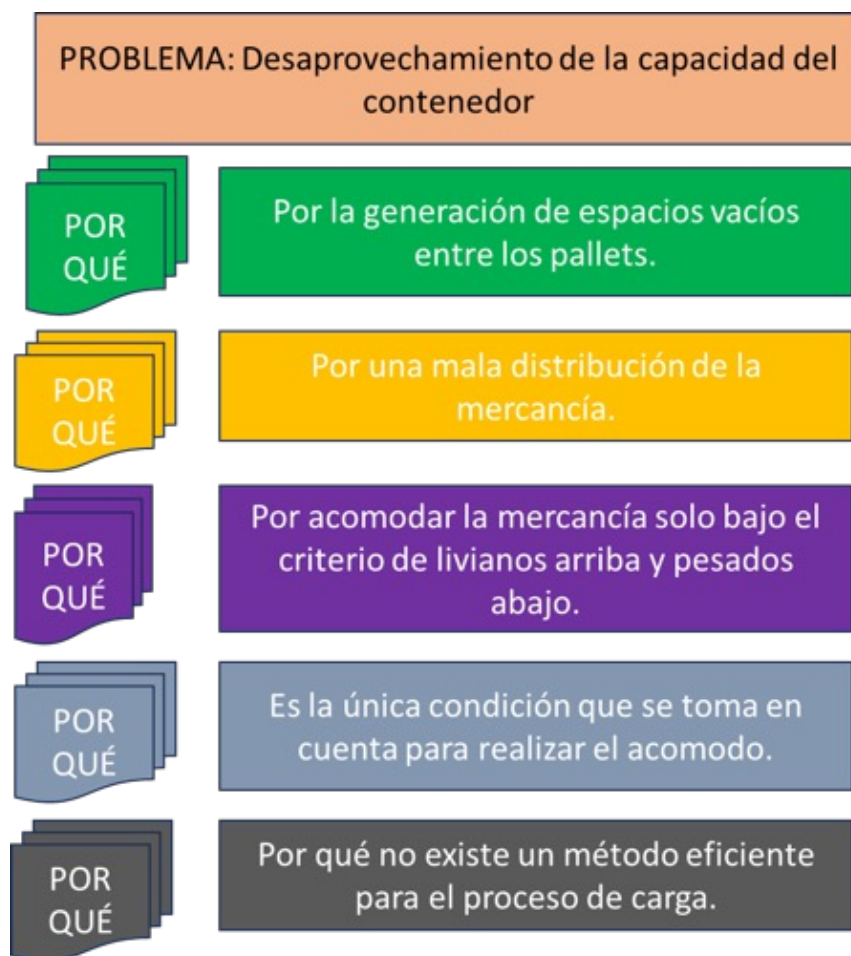 PROBLEMA: Desaprovechamiento de la capacidad del
contenedor
POR
QUÉ
Por la generación de espacios vacíos
entre los pallets.
POR
QUÉ
Por una mala distribución de la
mercancía.
POR
QUÉ
Por acomodar la mercancía solo bajo el
criterio de livianos arriba y pesados
abajo.
POR
QUÉ
Es la única condición que se toma en
cuenta para realizar el acomodo.
POR
QUÉ
Por qué no existe un método eficiente
para el proceso de carga.